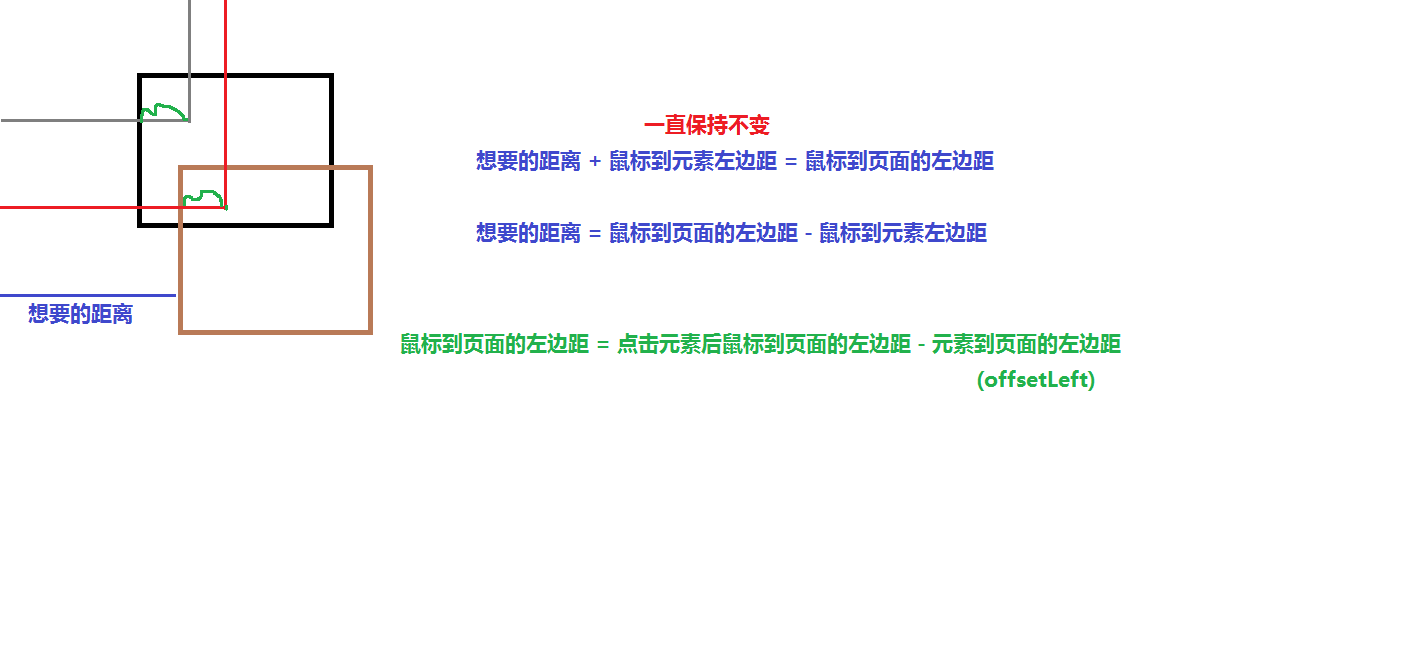 一直保持不变
想要的距离 + 鼠标到元素左边距 = 鼠标到页面的左边距
想要的距离 = 鼠标到页面的左边距 - 鼠标到元素左边距
想要的距离
鼠标到页面的左边距 = 点击元素后鼠标到页面的左边距 - 元素到页面的左边距
(offsetLeft)